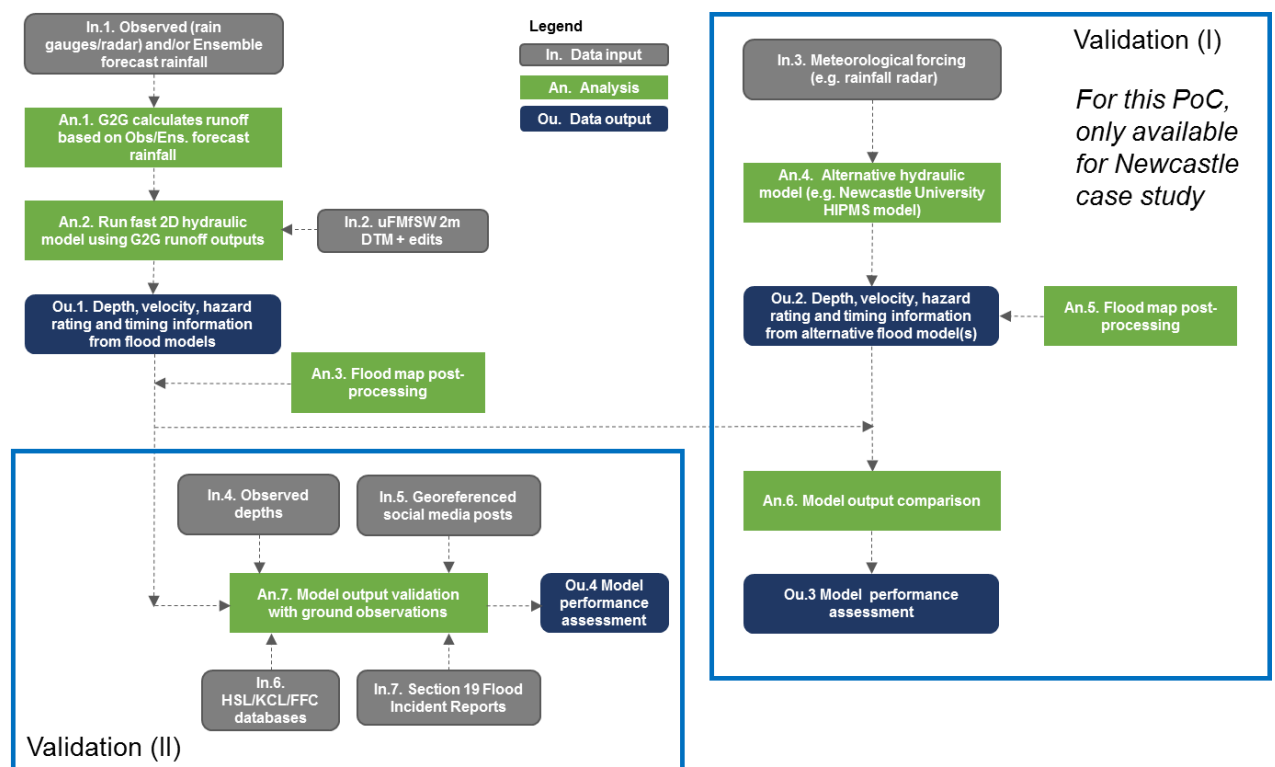 In.1. Observed (rain
gauges/radar) and/or Ensemble
forecast rainfall
An.1. G2G calculates runoff
based on Obs/Ens. forecast
rainfall
An.2. Run fast 2D hydraulic
model using G2G runoff outputs
In.2. uFMfSW 2m
DTM + edits
Ou.1. Depth, velocity, hazard
rating and timing information
from flood models
An.3. Flood map post-
processing
Legend
In. Data input
An. Analysis
Ou. Data output
Validation (I)
For this PoC,
only available
for Newcastle
case study
In.3. Meteorological forcing
(e.g. rainfall radar)
An.4. Alternative hydraulic
model (e.g. Newcastle University
HIPMS model)
Ou.2. Depth, velocity, hazard
rating and timing information
from alternative flood model(s)
An.5. Flood map post-
processing
An.6. Model output comparison
Ou.3 Model performance
assessment
In.4. Observed
depths
In.5. Georeferenced
social media posts
An.7. Model output validation
with ground observations
Ou.4 Model
performance
assessment
In.6.
HSL/KCL/FFC
databases
In.7. Section 19 Flood
Incident Reports
Validation (II)